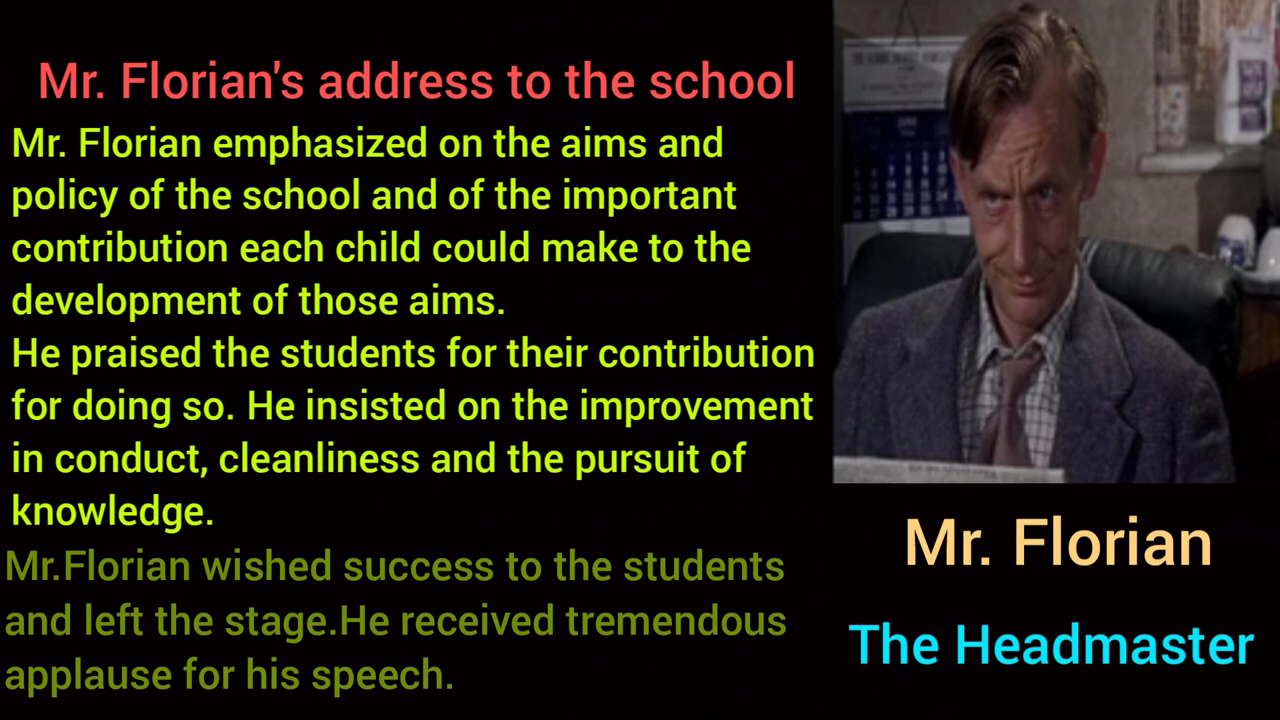 Mr. Florian's address to the school
Mr. Florian emphasized on the aims and
policy of the school and of the important
contribution each child could make to the
development of those aims.
He praised the students for their contribution
for doing so. He insisted on the improvement
in conduct, cleanliness and the pursuit of
knowledge.
Mr.Florian wished success to the students
and left the stage.He received tremendous
applause for his speech.
Mr. Florian
The Headmaster